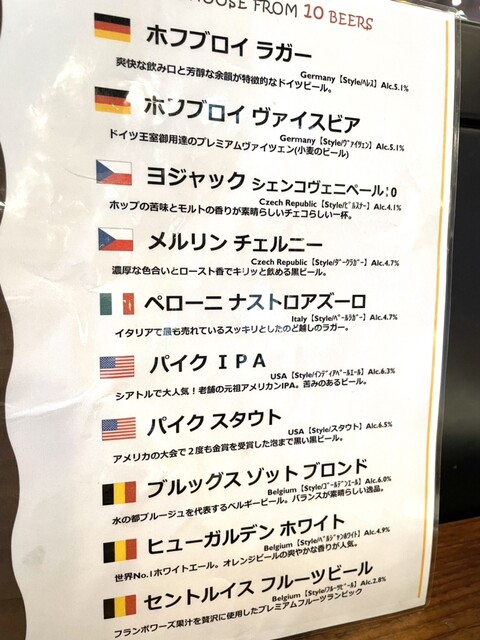 CHOOSE FROM 10 BEERS
ホフブロイ ラガー
Germany【Style/ﾍﾚｽ】Alc.5.1%
爽快な飲み口と芳醇な余韻が特徴的なドイツビール。
ホフブロイ ヴァイスビア
Germany【Style/ｳﾞｧｲﾂｪﾝ】Alc.5.1%
ドイツ王室御用達のプレミアムヴァイツェン(小麦のビール)
ヨジャック シェンコヴェニペール10
Czech Republic【Style/ﾋﾟﾙｽﾅｰ】Alc.4.1%
ホップの苦味とモルトの香りが素晴らしいチェコらしい一杯。
メルリン チェルニー
Czech Republic【Style/ﾀﾞｰｸﾗｶﾞｰ】Alc.4.7%
濃厚な色合いとロースト香でキリッと飲める黒ビール。
ペローニ ナストロアズーロ
Italy【Style/ﾍﾟｰﾙﾗｶﾞｰ】Alc.4.7%
イタリアで最も売れているスッキリとしたのど越しのラガー。
パイク ＩＰＡ
USA【Style/ｲﾝﾃﾞｨｱﾍﾟｰﾙｴｰﾙ】Alc.6.3%
シアトルで大人気！老舗の元祖アメリカンIPA。苦みのあるビール。
パイク スタウト
USA【Style/スタウト】Alc.6.5%
アメリカの大会で２度も金賞を受賞した泡まで黒い黒ビール。
ブルッグス ゾット ブロンド
Belgium【Style/ｺﾞｰﾙﾃﾞﾝｴｰﾙ】Alc.6.0%
水の都ブルージュを代表するベルギービール。バランスが素晴らしい逸品。
ヒューガルデン ホワイト
Belgium【Style/ﾍﾞﾙｼﾞｬﾝﾎﾜｲﾄ】Alc.4.9%
世界No.1ホワイトエール。オレンジピールの爽やかな香りが人気。
セントルイス フルーツビール
Belgium【Style/ﾌﾙｰﾂﾋﾞｰﾙ】Alc.2.8%
フランボワーズ果汁を贅沢に使用したプレミアムフルーツランビック